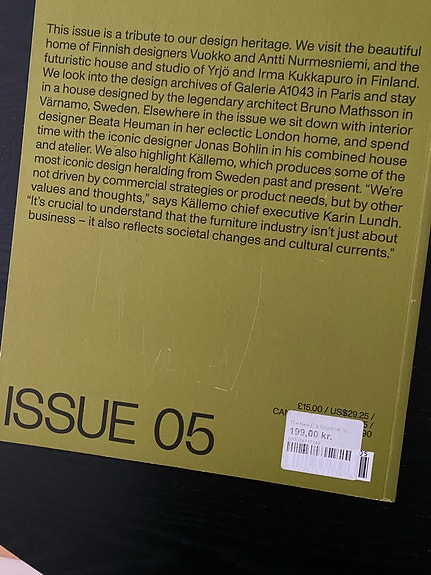 This issue is a tribute to our design heritage. We visit the beautiful
home of Finnish designers Vuokko and Antti Nurmesniemi, and the
futuristic house and studio of Yrjö and Irma Kukkapuro in Finland.
We look into the design archives of Galerie A1043 in Paris and stay
in a house designed by the legendary architect Bruno Mathsson in
Värnamo, Sweden. Elsewhere in the issue we sit down with interior
designer Beata Heuman in her eclectic London home, and spend
time with the iconic designer Jonas Bohlin in his combined house
and atelier. We also highlight Källemo, which produces some of the
most iconic design heralding from Sweden past and present. “We’re
not driven by commercial strategies or product needs, but by other
values and thoughts,” says Källemo chief executive Karin Lundh.
“It’s crucial to understand that the furniture industry isn’t just about
business – it also reflects societal changes and cultural currents.”
ISSUE 05
£15.00 / US$29.25 /
CAN
199,00 kr.